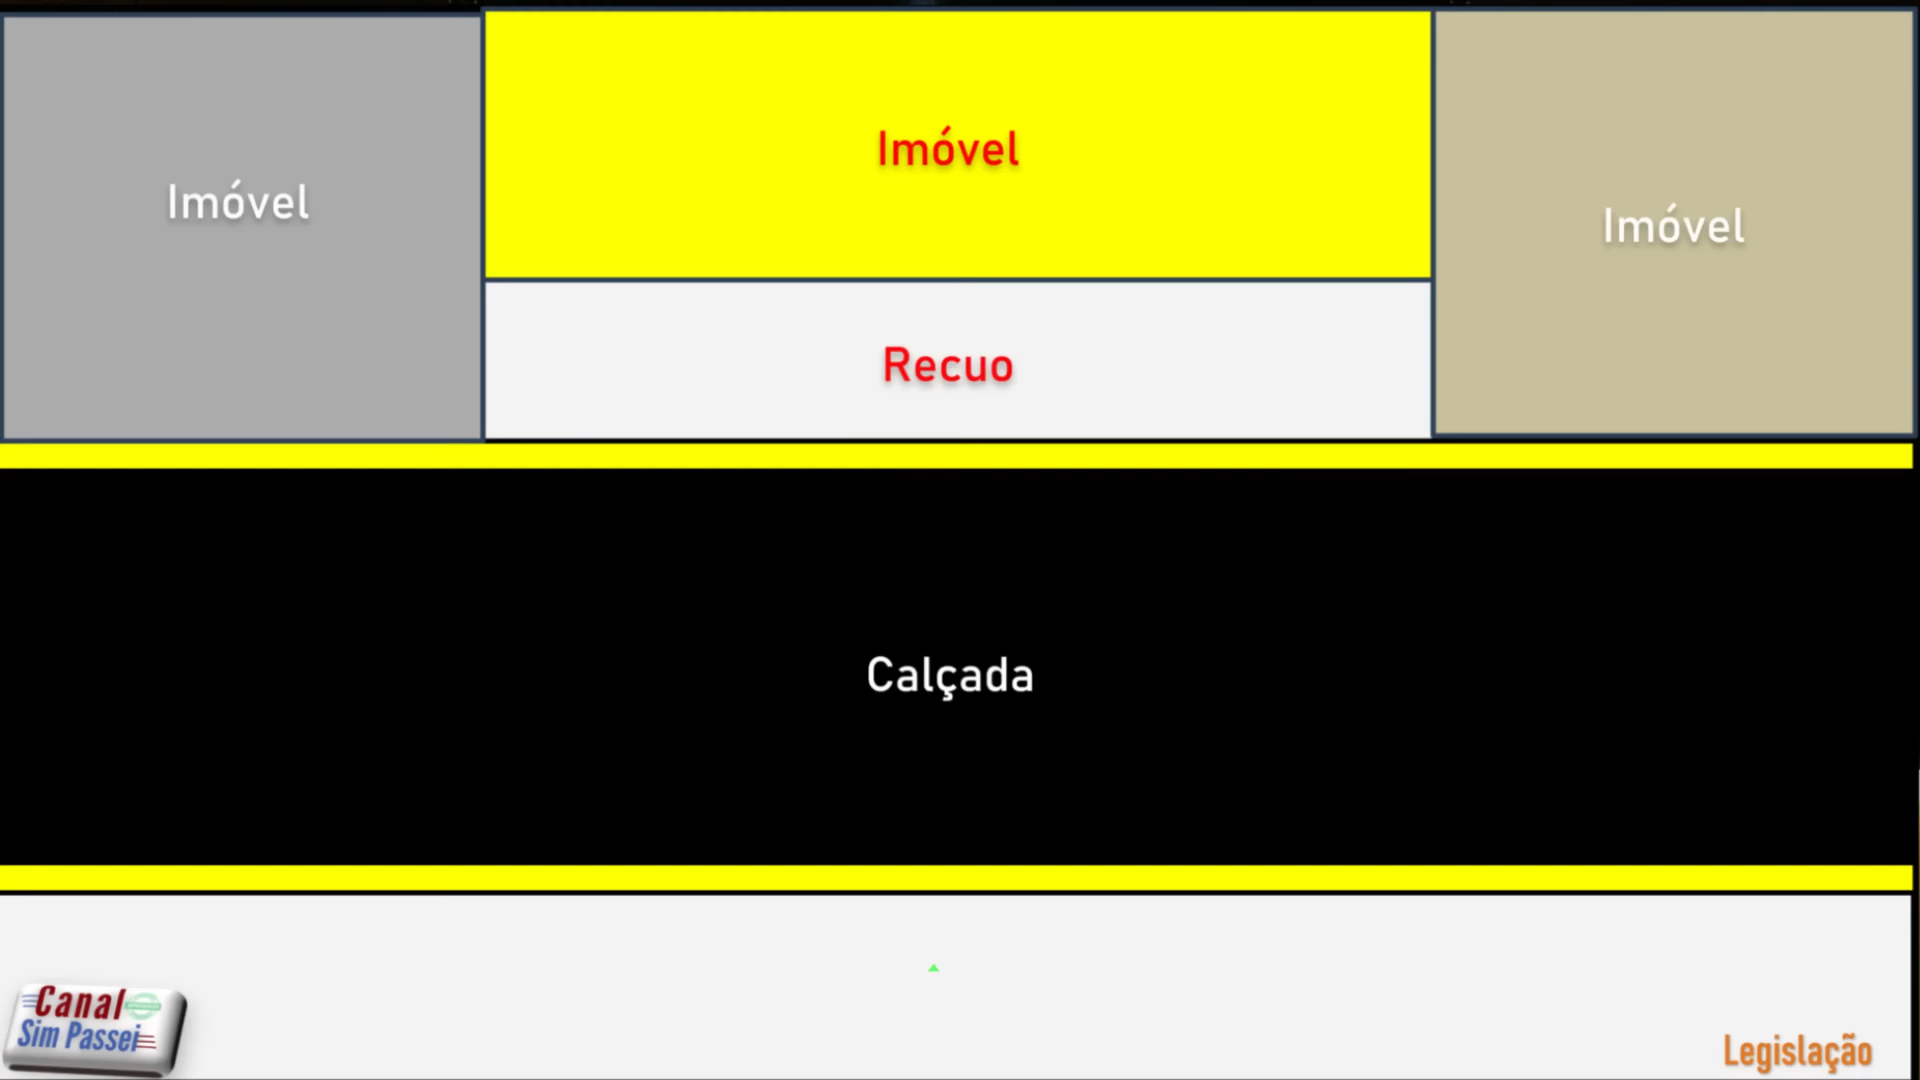 Imóvel
Imóvel
Imóvel
Recuo
Calçada
Canal
Sim Passei
Legislação